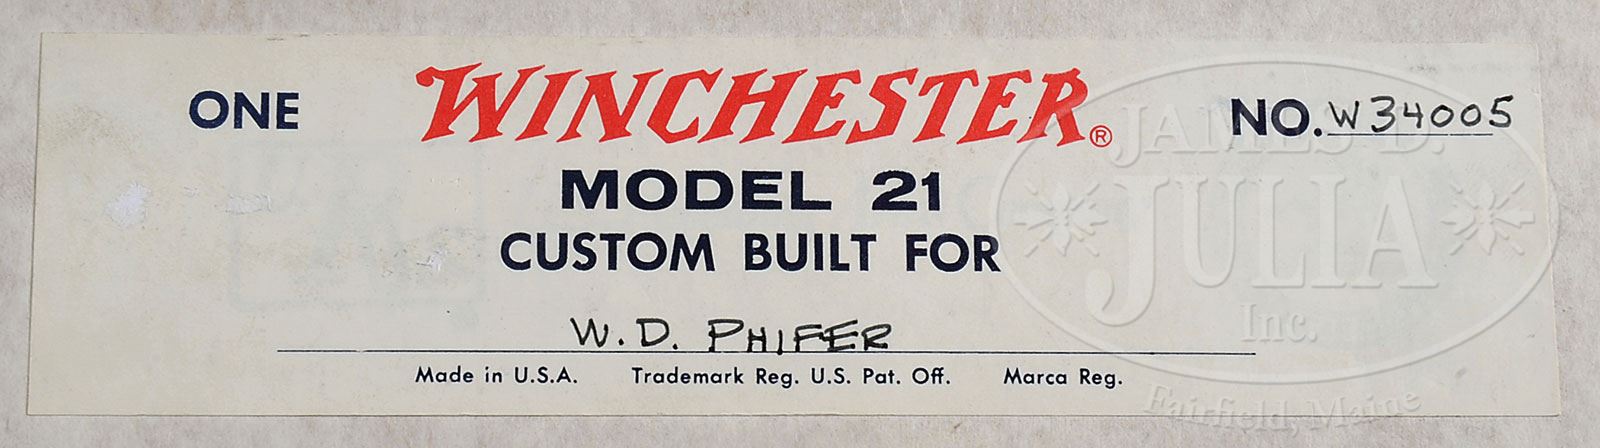 ONE WINCHESTER® NO. W34005
MODEL 21
CUSTOM BUILT FOR
W.D. PHIFER
Made in U.S.A. Trademark Reg. U.S. Pat. Off. Marca Reg.
JAMES D.
JULIA
Inc.
Fairfield, Maine